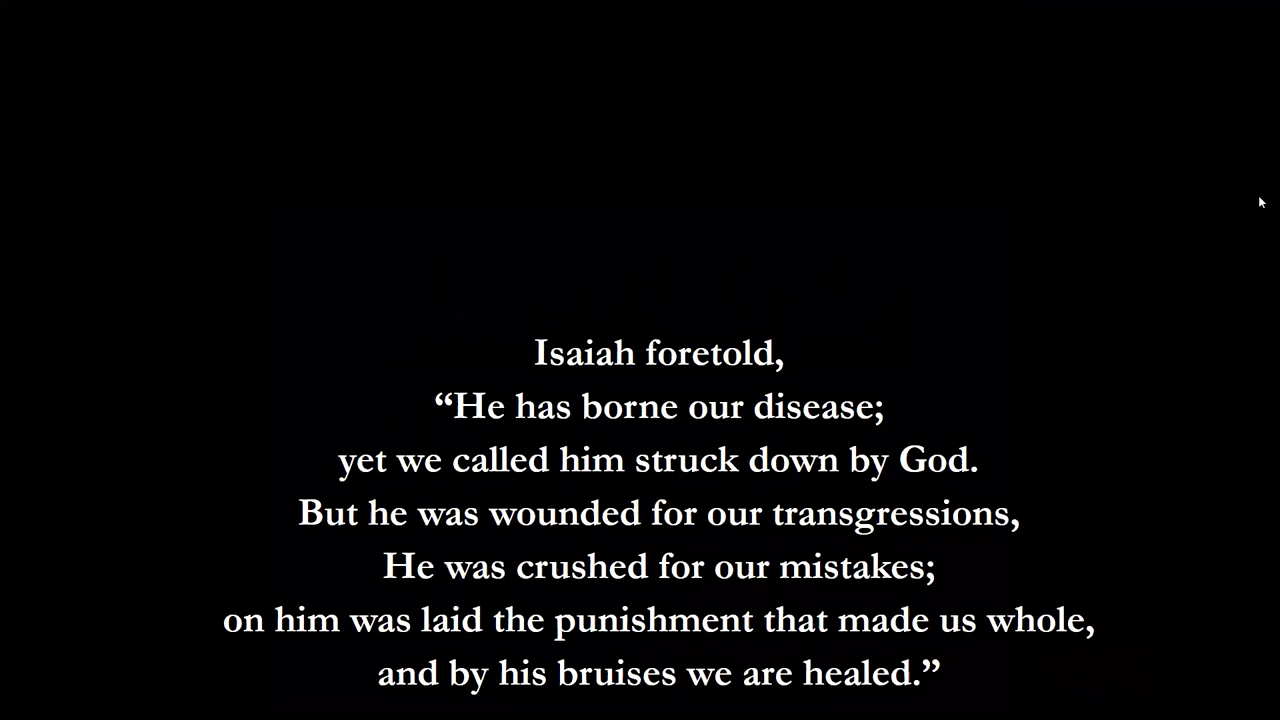 Isaiah foretold,
“He has borne our disease;
yet we called him struck down by God.
But he was wounded for our transgressions,
He was crushed for our mistakes;
on him was laid the punishment that made us whole,
and by his bruises we are healed.”